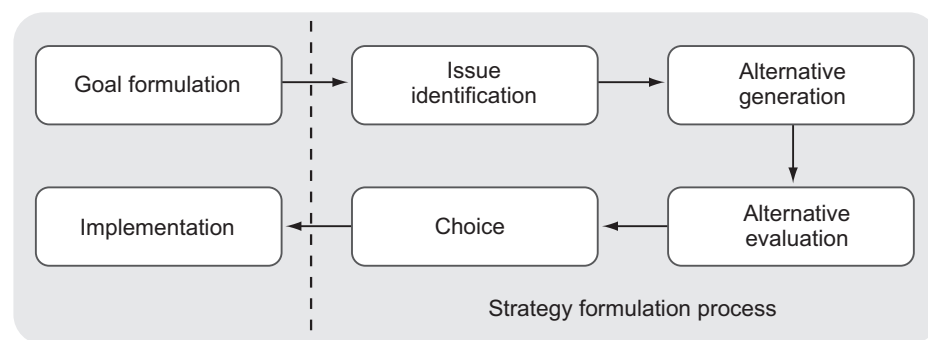 Goal formulation
Issue
identification
Alternative
generation
Implementation
Choice
Alternative
evaluation
Strategy formulation process